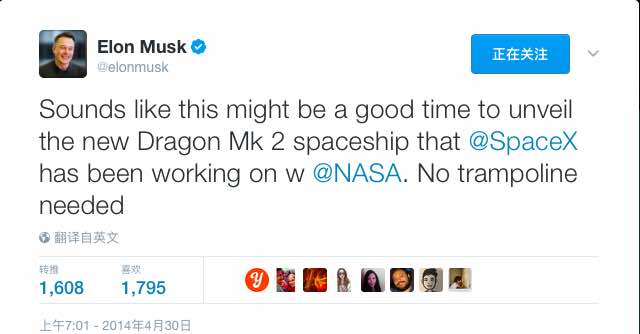 Elon Musk
@elonmusk
正在关注
Sounds like this might be a good time to unveil
the new Dragon Mk 2 spaceship that @SpaceX
has been working on w @NASA. No trampoline
needed
翻译自英文
转推 喜欢
1,608 1,795
上午7:01 - 2014年4月30日